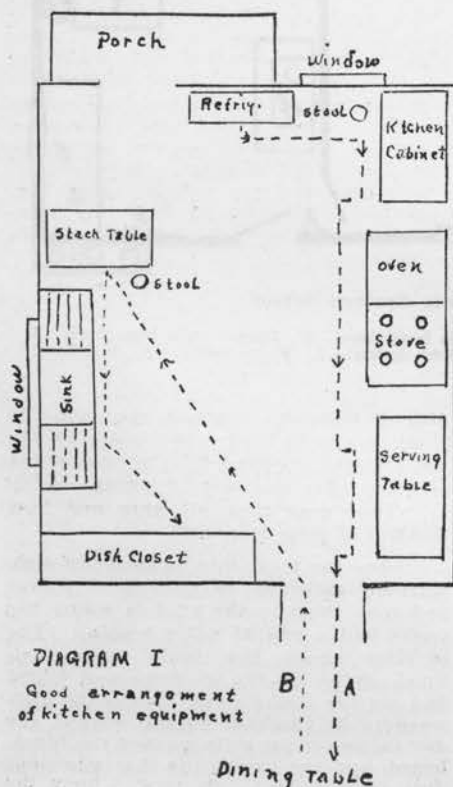 Porch
Window
Refrig.
Stool
Kitchen
Cabinet
Stach Table
Stool
Oven
Stove
Window
Sink
Serving
Table
Dish Closet
DIAGRAM I
Good arrangement
of kitchen equipment
B
A
Dining Table